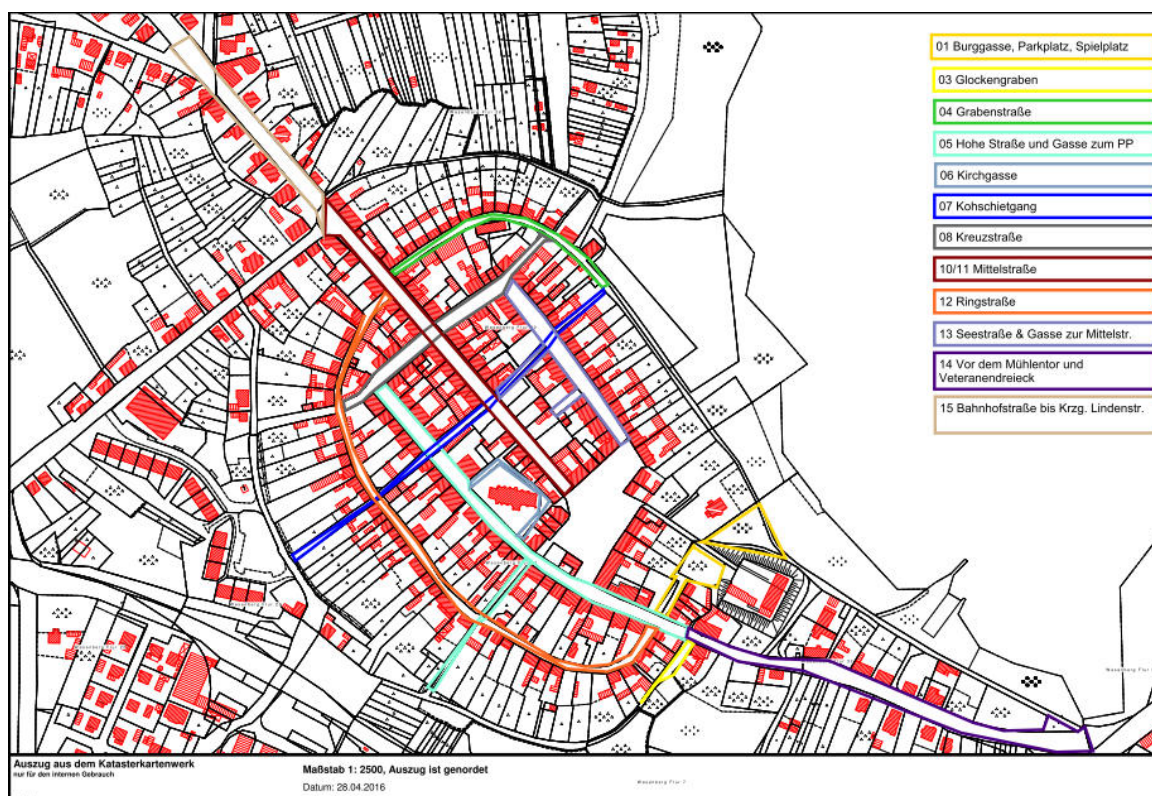 01 Burggasse, Parkplatz, Spielplatz
03 Glockengraben
04 Grabenstraße
05 Hohe Straße und Gasse zum PP
06 Kirchgasse
07 Kohschietgang
08 Kreuzstraße
10/11 Mittelstraße
12 Ringstraße
13 Seestraße & Gasse zur Mittelstr.
14 Vor dem Mühlentor und
Veteranendreieck
15 Bahnhofstraße bis Krzg. Lindenstr.
Auszug aus dem Katasterkartenwerk
nur für den internen Gebrauch
Maßstab 1: 2500, Auszug ist genordet
Datum: 28.04.2016